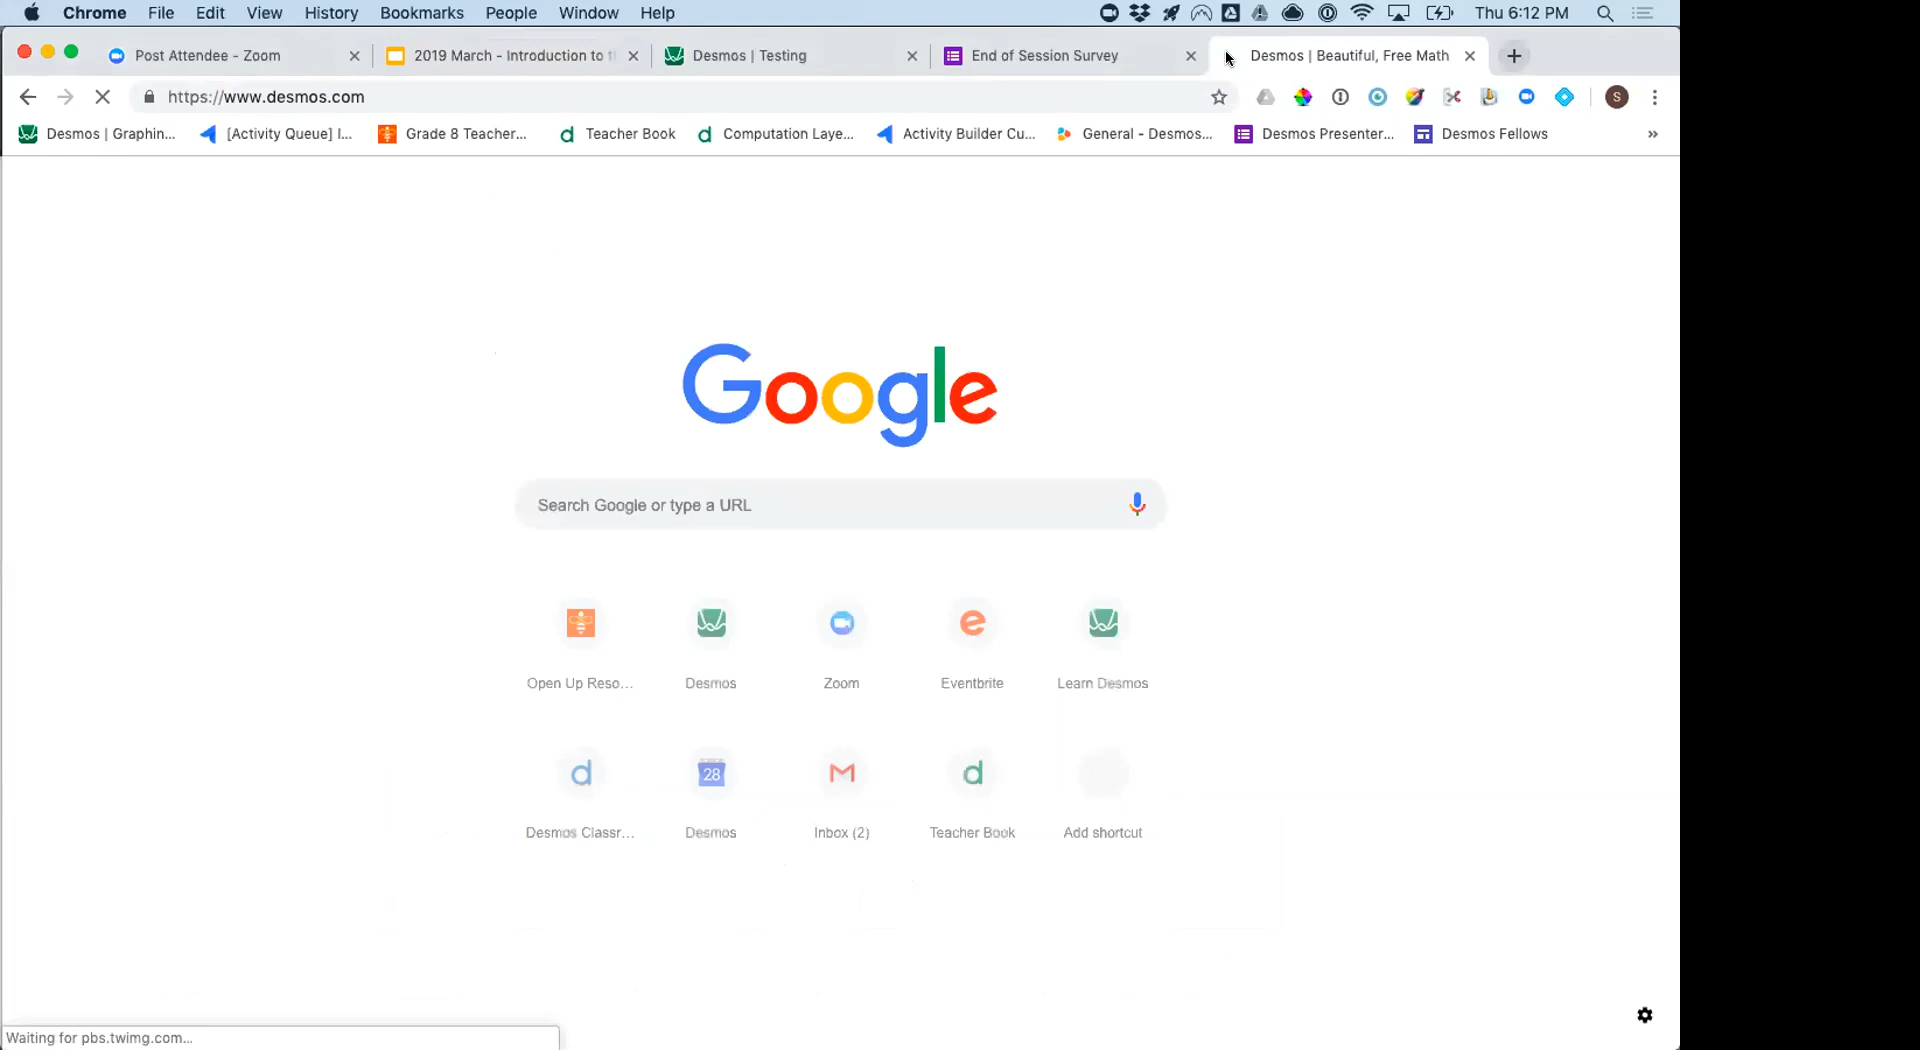 Chrome File Edit View History Bookmarks People Window Help Thu 6:12 PM
Post Attendee - Zoom 2019 March - Introduction to t Desmos | Testing End of Session Survey Desmos | Beautiful, Free Math
https://www.desmos.com S
Desmos | Graphin... [Activity Queue] I... Grade 8 Teacher... Teacher Book Computation Laye... Activity Builder Cu... General - Desmos... Desmos Presenter... Desmos Fellows »
Google
Search Google or type a URL
Open Up Reso... Desmos Zoom Eventbrite Learn Desmos
28
Desmos Classr... Desmos Inbox (2) Teacher Book Add shortcut
Waiting for pbs.twimg.com...